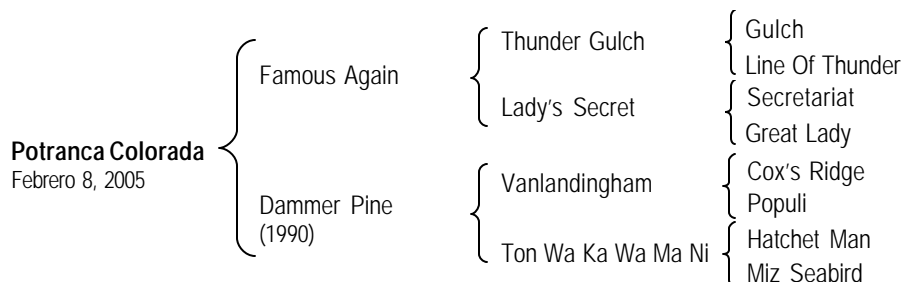 Potranca Colorada
Febrero 8, 2005
Famous Again
Dammer Pine
(1990)
Thunder Gulch
Lady's Secret
Vanlandingham
Ton Wa Ka Wa Ma Ni
Gulch
Line Of Thunder
Secretariat
Great Lady
Cox's Ridge
Populi
Hatchet Man
Miz Seabird